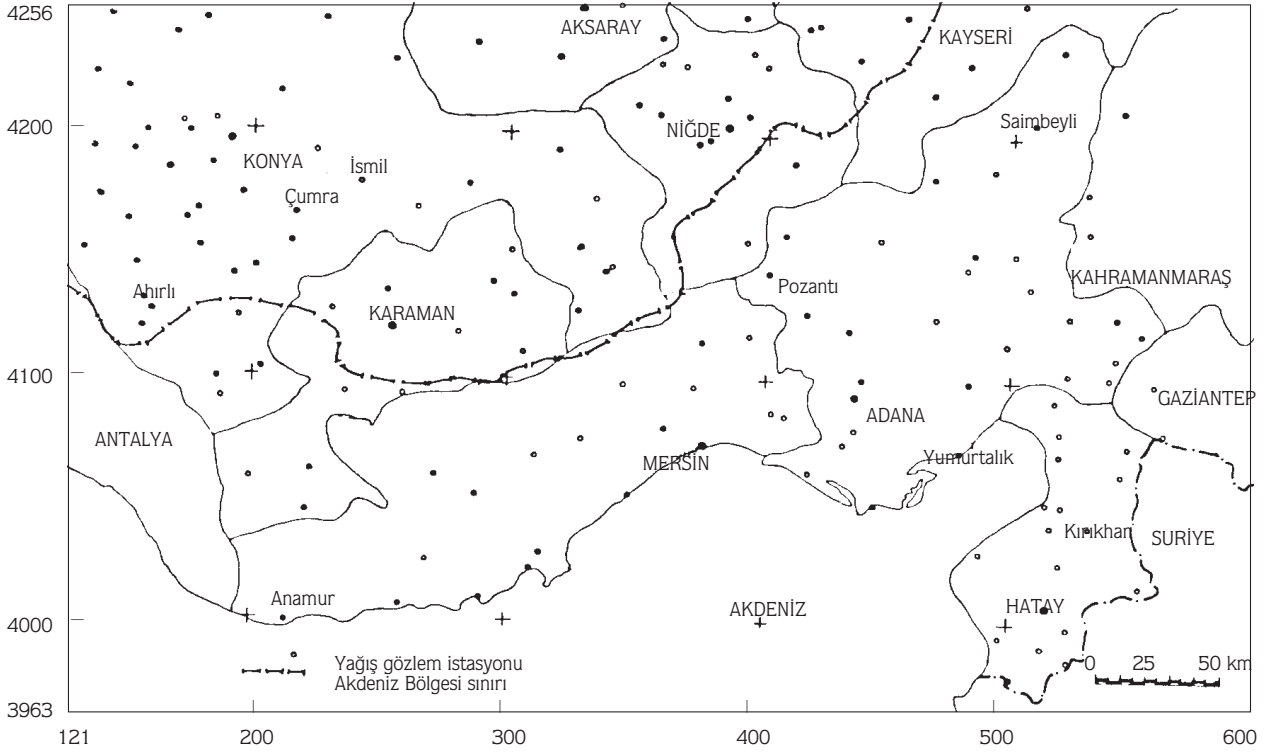 4256
AKSARAY
KAYSERİ
4200
NİĞDE
Saimbeyli
KONYA
İsmil
Çumra
Ahırlı
KARAMAN
Pozantı
KAHRAMANMARAŞ
4100
ANTALYA
ADANA
GAZİANTEP
MERSİN
Yumurtalık
Kırıkhan
SURİYE
Anamur
AKDENİZ
HATAY
4000
Yağış gözlem istasyonu
Akdeniz Bölgesi sınırı
0 25 50 km
3963
121 200 300 400 500 600